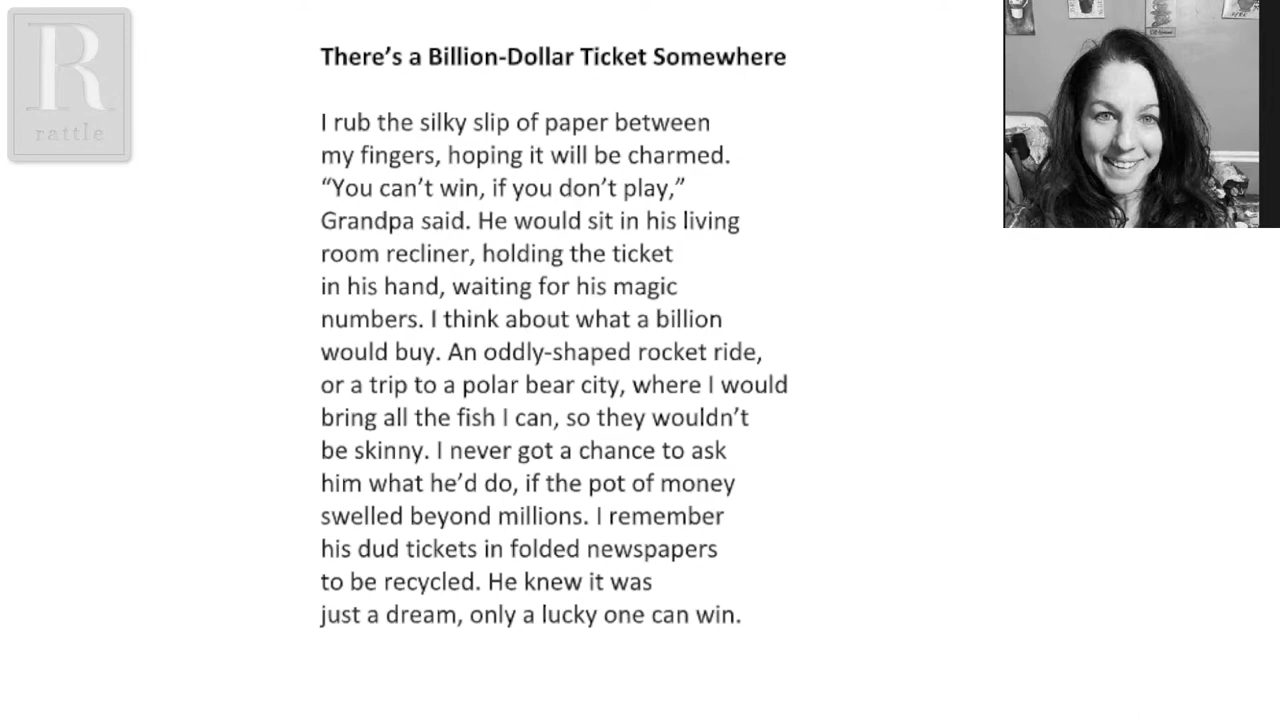 R
rattle
There's a Billion-Dollar Ticket Somewhere
I rub the silky slip of paper between
my fingers, hoping it will be charmed.
“You can't win, if you don't play,”
Grandpa said. He would sit in his living
room recliner, holding the ticket
in his hand, waiting for his magic
numbers. I think about what a billion
would buy. An oddly-shaped rocket ride,
or a trip to a polar bear city, where I would
bring all the fish I can, so they wouldn't
be skinny. I never got a chance to ask
him what he'd do, if the pot of money
swelled beyond millions. I remember
his dud tickets in folded newspapers
to be recycled. He knew it was
just a dream, only a lucky one can win.